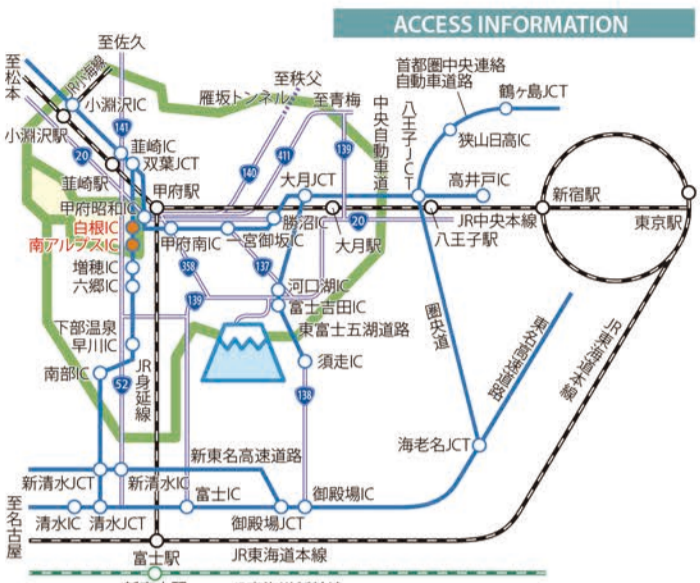 ACCESS INFORMATION
至佐久
至松本
JR小海線
小淵沢IC
小淵沢駅
141
20
韮崎IC
双葉JCT
韮崎駅
甲府駅
甲府昭和IC
白根IC
南アルプスIC
増穂IC
六郷IC
下部温泉
早川IC
南部IC
52
JR身延線
雁坂トンネル
至秩父
至青梅
140
411
139
中央自動車道
大月JCT
勝沼IC
一宮御坂IC
甲府南IC
358
137
139
大月駅
20
JR中央本線
河口湖IC
富士吉田IC
東富士五湖道路
須走IC
138
首都圏中央連絡
自動車道路
鶴ヶ島JCT
狭山日高IC
八王子JCT
高井戸IC
八王子駅
新宿駅
東京駅
圏央道
東名高速道路
JR東海道本線
海老名JCT
新東名高速道路
新清水JCT
新清水IC
富士IC
御殿場IC
御殿場JCT
清水IC
清水JCT
至名古屋
富士駅
JR東海道本線